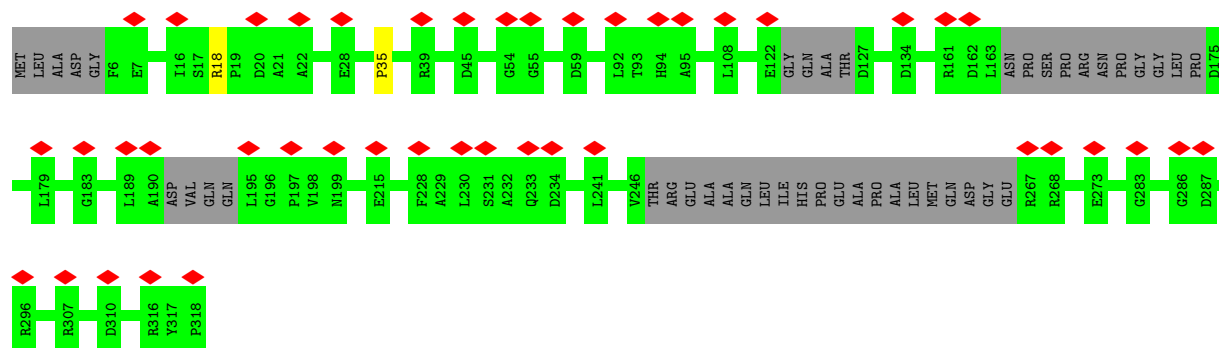 MET LEU ALA ASP GLY F6 E7 I16 S17 R18 P19 D20 A21 A22 E28 P35 R39 D45 G54 G55 D59 L92 T93 H94 A95 L108 E122 GLY GLN ALA THR D127 D134 R161 D162 L163 ASN PRO SER PRO ARG ASN PRO GLY GLY LEU PRO D175
L179 G183 L189 A190 ASP VAL GLN GLN L195 G196 P197 V198 N199 E215 F228 A229 L230 S231 A232 Q233 D234 L241 V246 THR ARG GLU ALA ALA GLN LEU ILE HIS PRO GLU ALA PRO ALA LEU MET GLN ASP GLY GLU R267 R268 E273 G283 G286 D287
R296 R307 D310 R316 Y317 P318